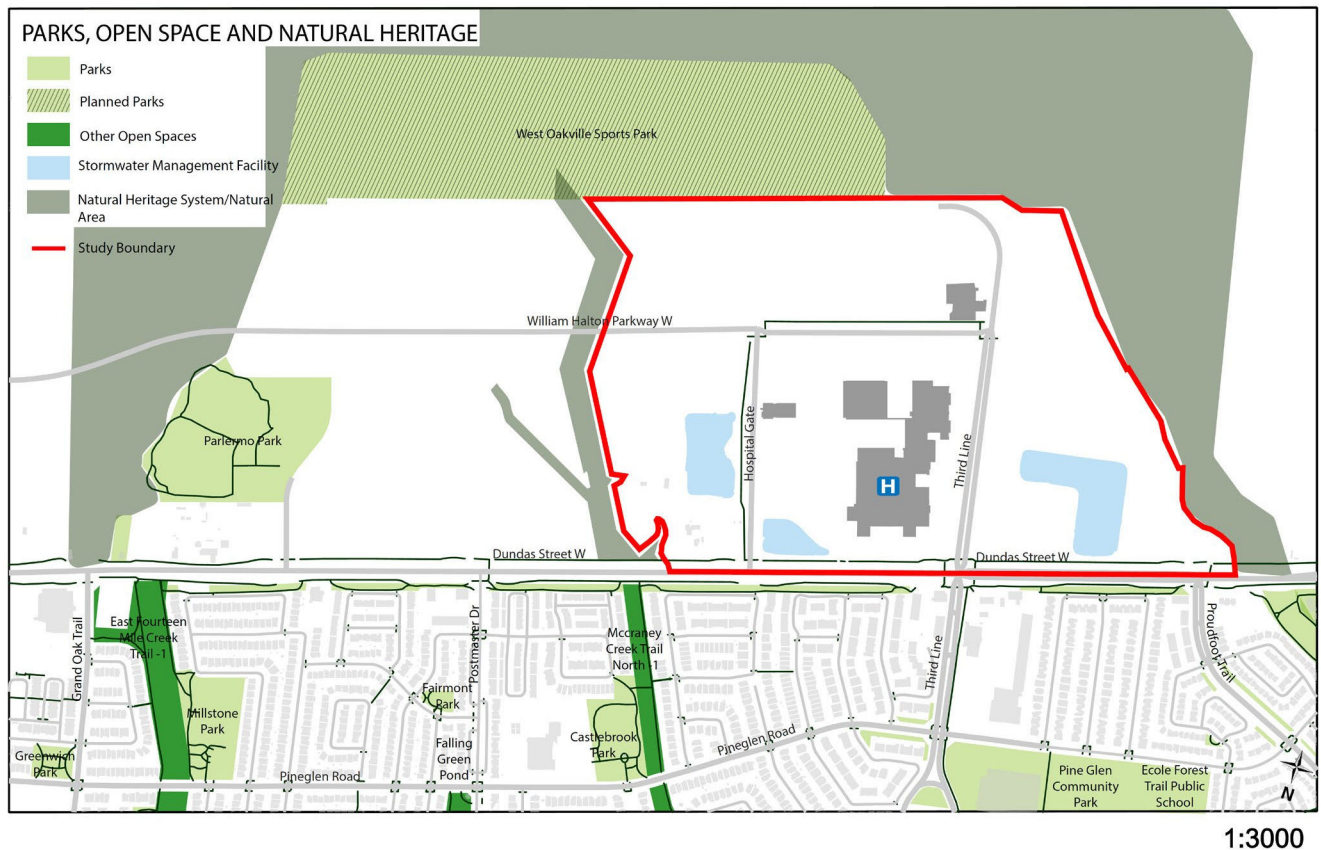 PARKS, OPEN SPACE AND NATURAL HERITAGE
Parks
Planned Parks
Other Open Spaces
Stormwater Management Facility
Natural Heritage System/Natural
Area
Study Boundary
West Oakville Sports Park
William Halton Parkway W
Parlermo Park
Hospital Gate
Third Line
H
Dundas Street W
Dundas Street W
Grand Oak Trail
East Fourteen
Mile Creek
Trail -1
Postmaster Dr
Mccraney
Creek Trail
North -1
Third Line
Proudfoot Trail
Millstone
Park
Fairmont
Park
Castlebrook
Park
Falling
Green
Pond
Greenwich
Park
Pineglen Road
Pineglen Road
Pine Glen
Community
Park
Ecole Forest
Trail Public
School
N
1:3000